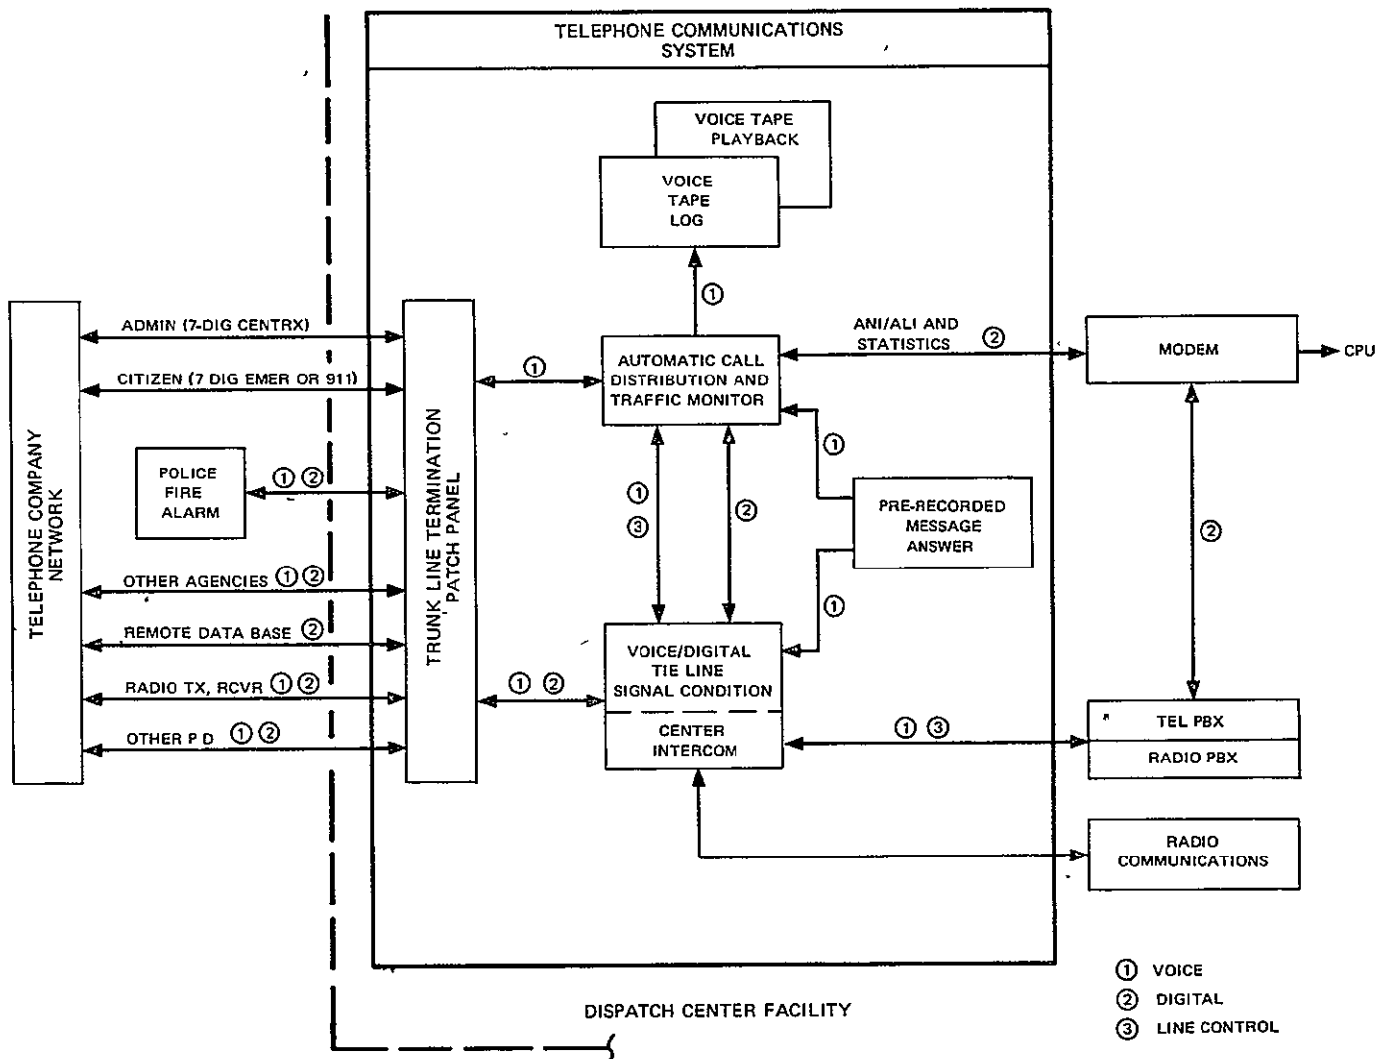 TELEPHONE COMMUNICATIONS
SYSTEM
VOICE TAPE
PLAYBACK
VOICE
TAPE
LOG
①
ADMIN (7-DIG CENTRX)
CITIZEN (7 DIG EMER OR 911)
POLICE
FIRE
ALARM
① ②
OTHER AGENCIES ① ②
REMOTE DATA BASE ②
RADIO TX, RCVR ① ②
OTHER P D ① ②
TELEPHONE COMPANY
NETWORK
TRUNK LINE TERMINATION
PATCH PANEL
①
AUTOMATIC CALL
DISTRIBUTION AND
TRAFFIC MONITOR
ANI/ALI AND
STATISTICS ②
MODEM
CPU
①
①
③
②
PRE-RECORDED
MESSAGE
ANSWER
②
①
① ②
VOICE/DIGITAL
TIE LINE
SIGNAL CONDITION
CENTER
INTERCOM
① ③
TEL PBX
RADIO PBX
RADIO
COMMUNICATIONS
DISPATCH CENTER FACILITY
① VOICE
② DIGITAL
③ LINE CONTROL